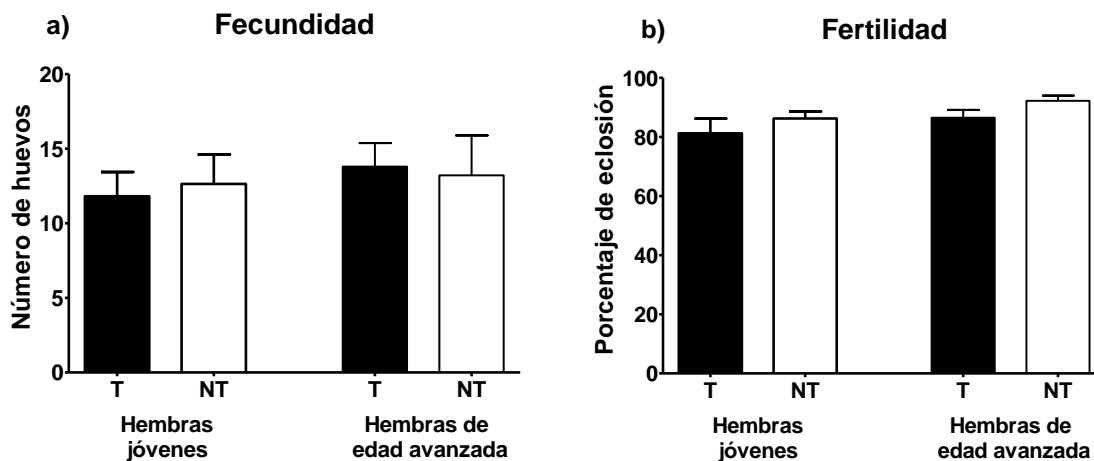 a)
Fecundidad
Número de huevos
20
15
10
5
0
T
NT
T
NT
Hembras
jóvenes
Hembras de
edad avanzada
b)
Fertilidad
Porcentaje de eclosión
100
80
60
40
20
0
T
NT
T
NT
Hembras
jóvenes
Hembras de
edad avanzada